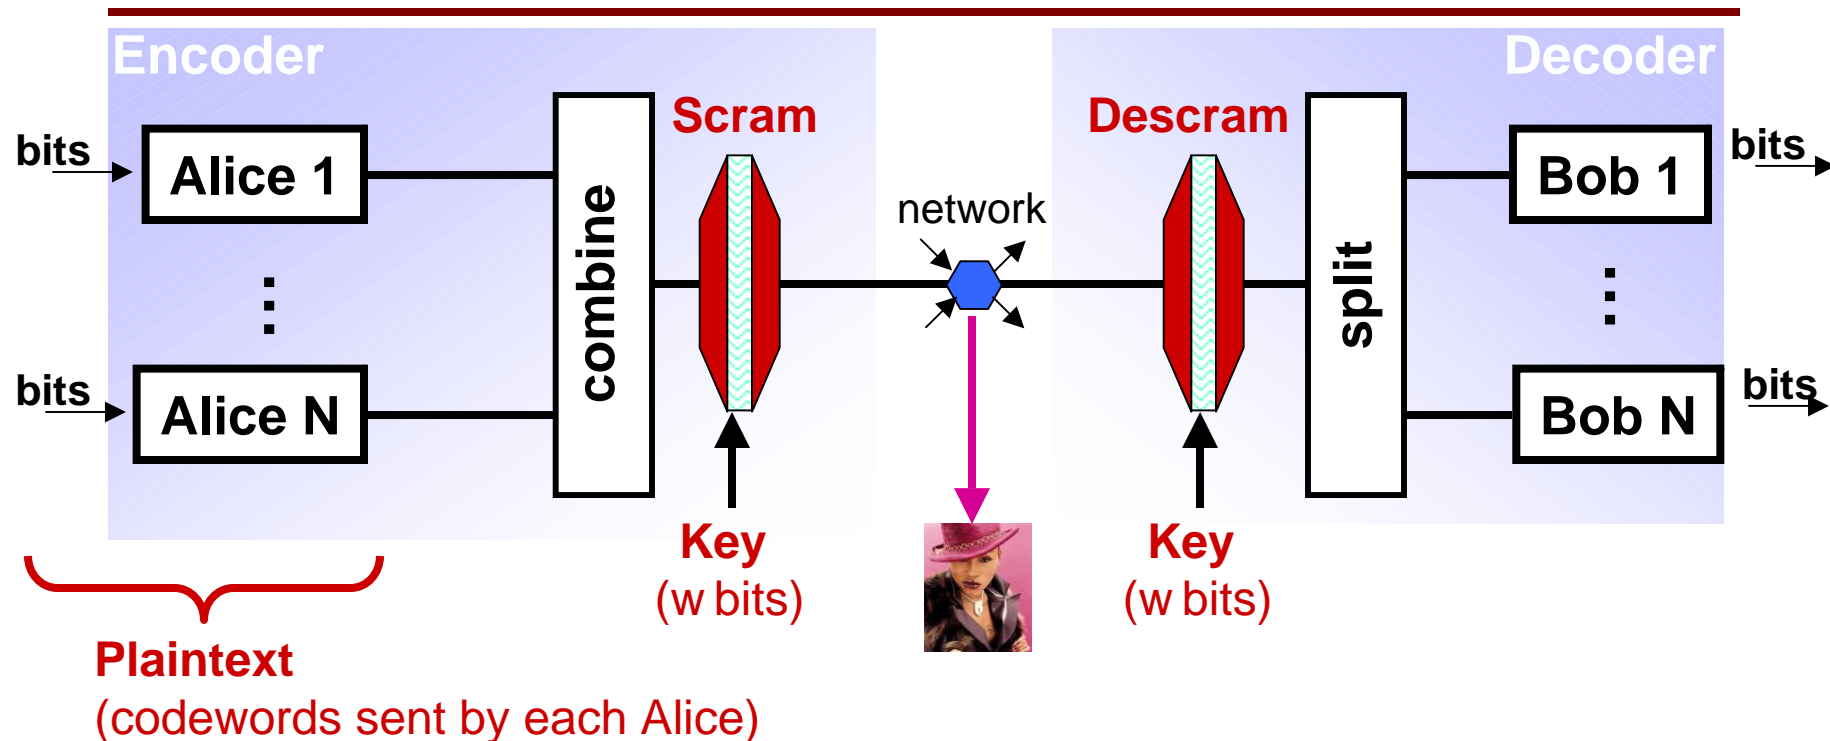 Encoder
Decoder
Scram
Descram
bits
Alice 1
combine
network
split
Bob 1
bits
bits
Alice N
Bob N
bits
Key
(w bits)
Key
(w bits)
Plaintext
(codewords sent by each Alice)